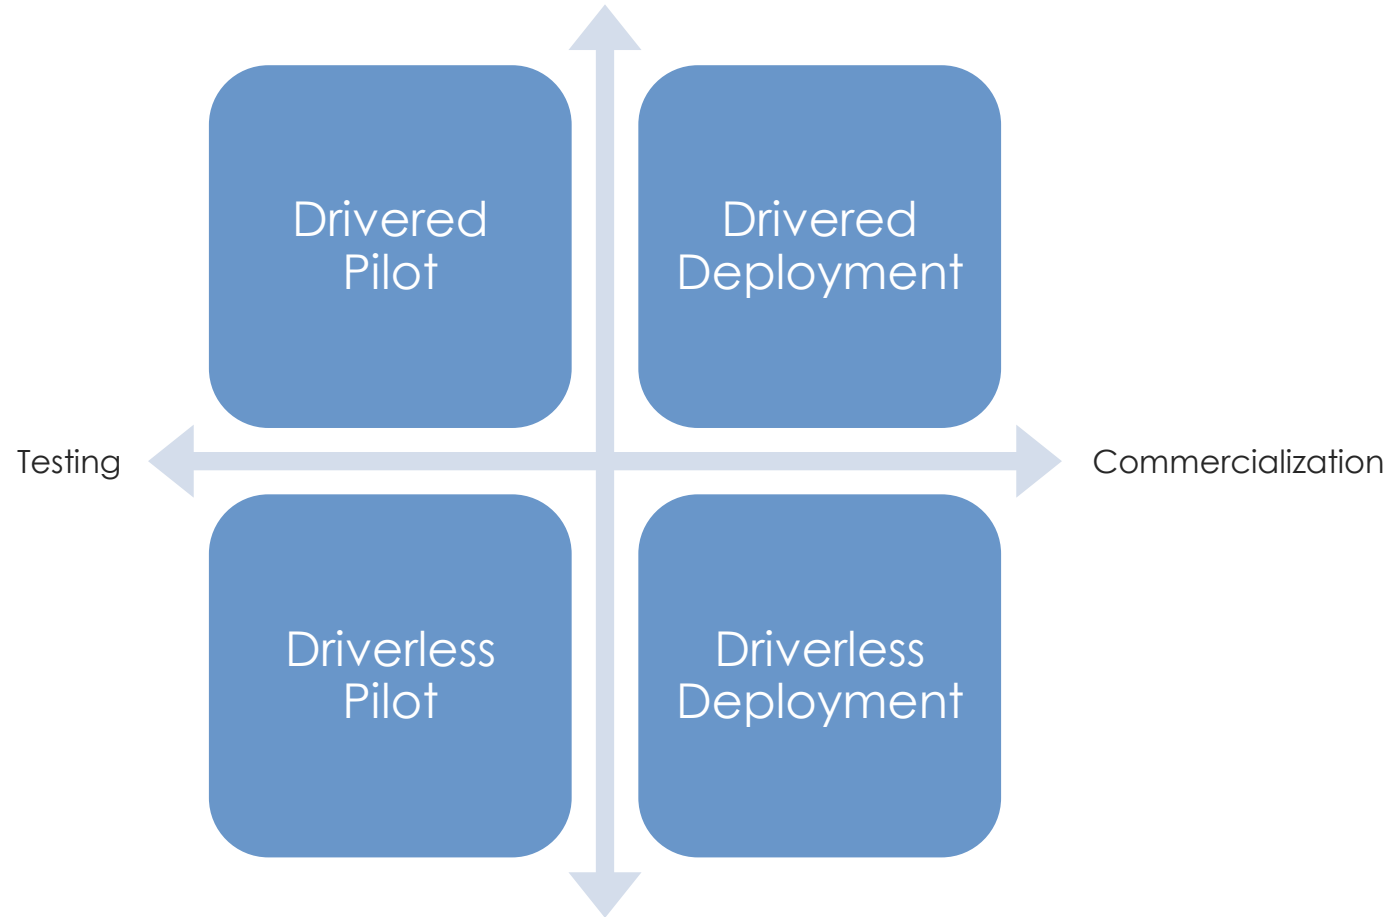 Drivered
Pilot
Drivered
Deployment
Testing
Commercialization
Driverless
Pilot
Driverless
Deployment